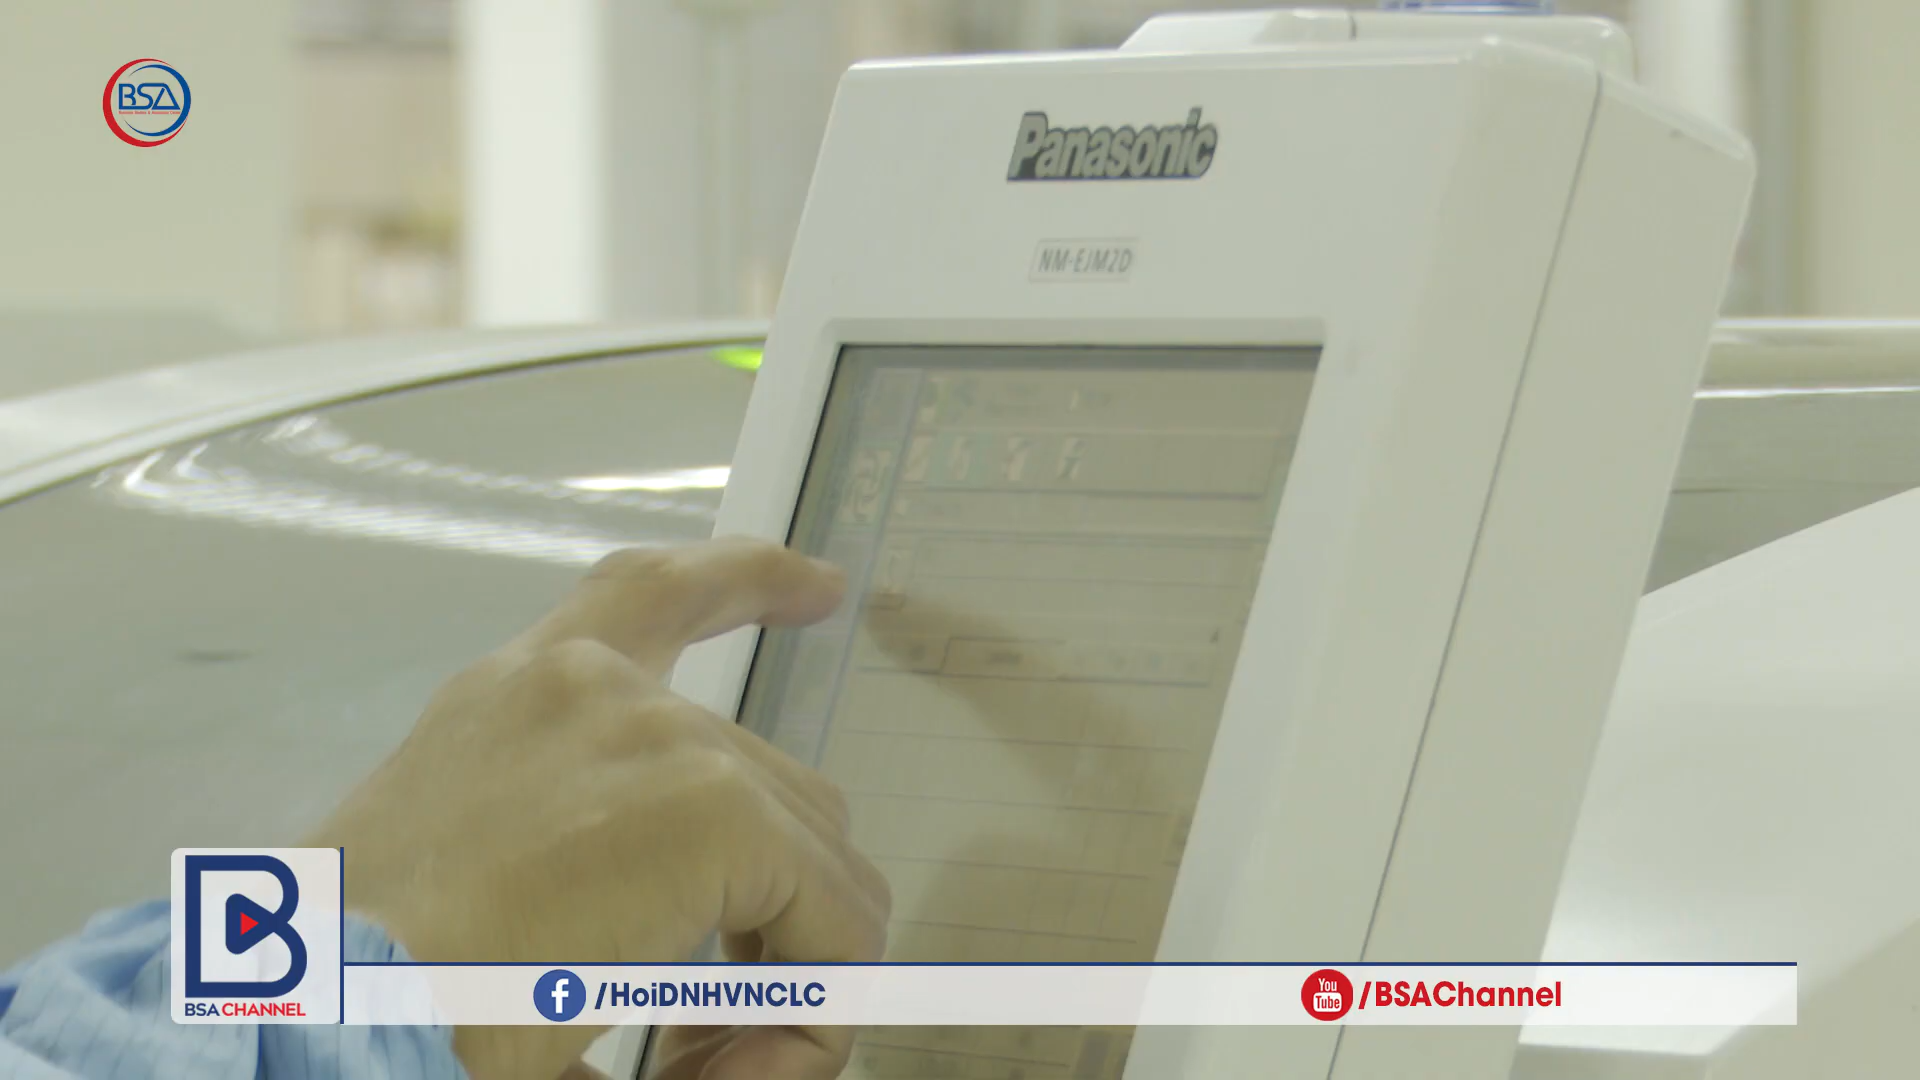 BSA
Panasonic
NM-EJM2D
BSA CHANNEL
/HoiDNHVNCLC
You
Tube
/BSAChannel